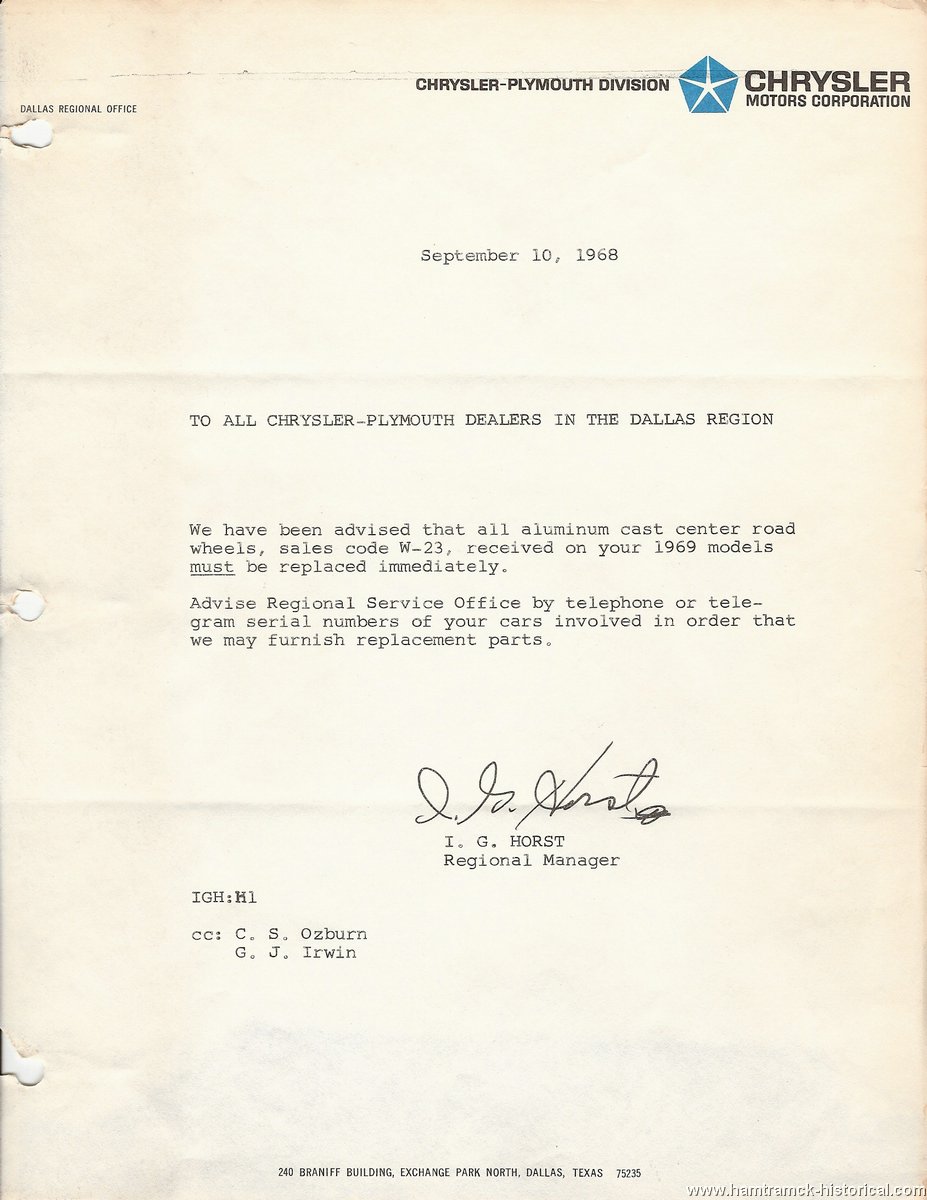 CHRYSLER-PLYMOUTH DIVISION
CHRYSLER
MOTORS CORPORATION
DALLAS REGIONAL OFFICE
September 10, 1968
TO ALL CHRYSLER-PLYMOUTH DEALERS IN THE DALLAS REGION
We have been advised that all aluminum cast center road
wheels, sales code W-23, received on your 1969 models
must be replaced immediately.
Advise Regional Service Office by telephone or tele-
gram serial numbers of your cars involved in order that
we may furnish replacement parts.
I. G. Horst
I. G. HORST
Regional Manager
IGH:H1
cc: C. S. Ozburn
G. J. Irwin
240 BRANIFF BUILDING, EXCHANGE PARK NORTH, DALLAS, TEXAS 75235
www.hamtramck-historical.com